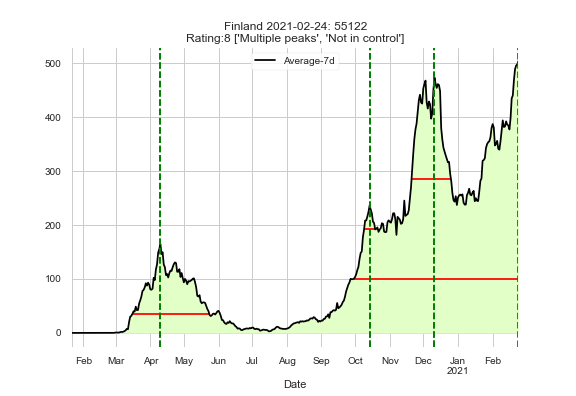 Finland 2021-02-24: 55122
Rating:8 ['Multiple peaks', 'Not in control']
Average-7d
500
400
300
200
100
0
Feb Mar Apr May Jun Jul Aug Sep Oct Nov Dec Jan Feb
2021
Date